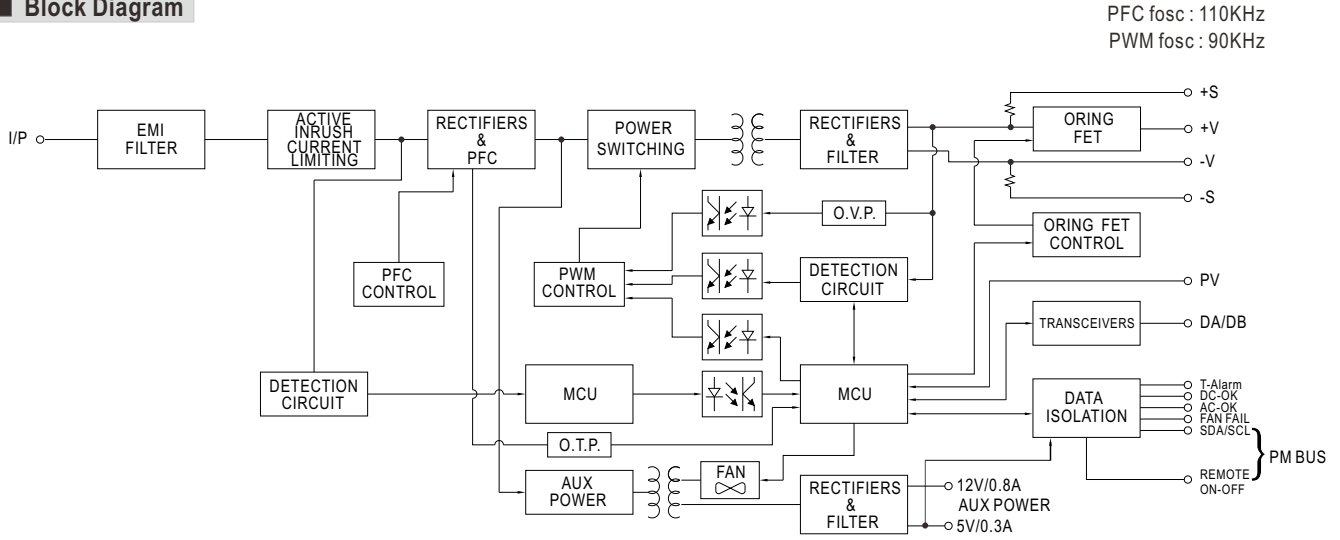 Block Diagram
PFC fosc : 110KHz
PWM fosc : 90KHz
I/P
EMI
FILTER
ACTIVE
INRUSH
CURRENT
LIMITING
RECTIFIERS
&
PFC
POWER
SWITCHING
RECTIFIERS
&
FILTER
ORING
FET
+S
+V
-V
-S
O.V.P.
ORING FET
CONTROL
PFC
CONTROL
PWM
CONTROL
DETECTION
CIRCUIT
PV
TRANSCEIVERS
DA/DB
DETECTION
CIRCUIT
MCU
MCU
DATA
ISOLATION
T-Alarm
DC-OK
AC-OK
FAN FAIL
SDA/SCL
PM BUS
REMOTE
ON-OFF
O.T.P.
AUX
POWER
FAN
RECTIFIERS
&
FILTER
12V/0.8A
AUX POWER
5V/0.3A